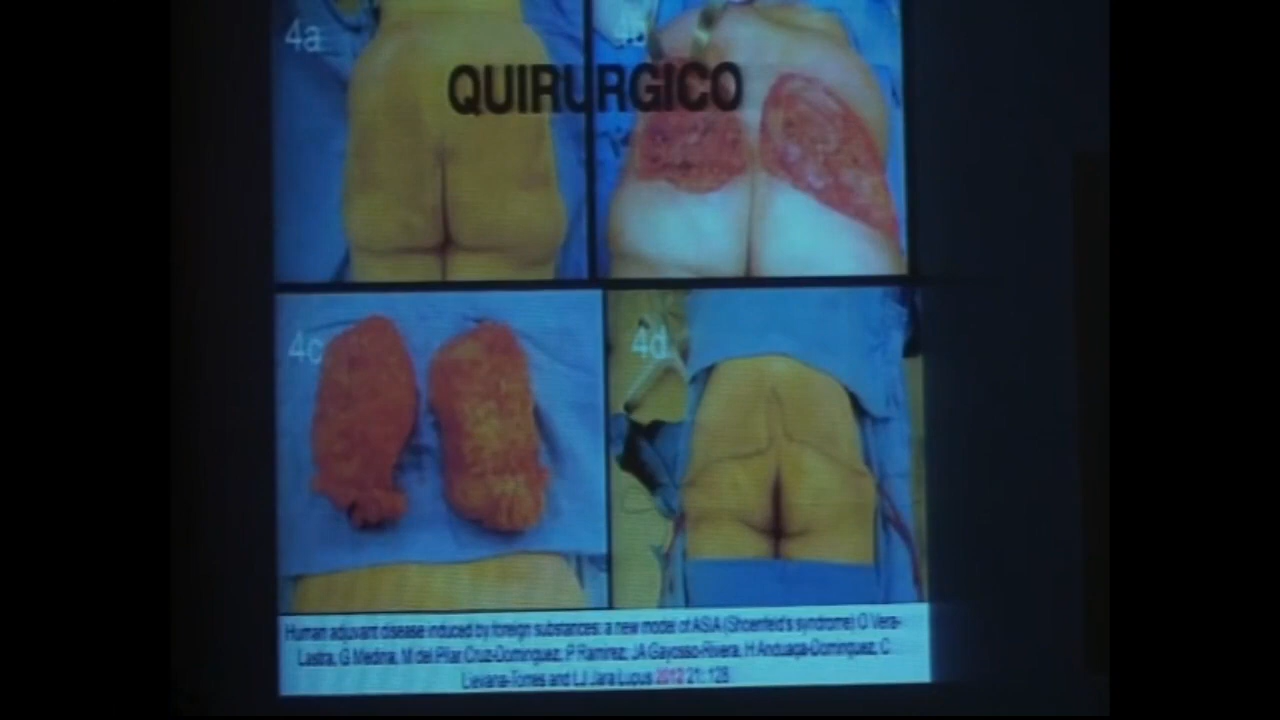 4a
4b
QUIRURGICO
4c
4d
Human adjuvant disease induced by foreign substances: a new model of ASIA (Shoenfeld's syndrome) O Vera-
Lastra, G Medina, M del Pilar Cruz-Dominguez, P Ramirez, JA Gayosso-Rivera, H Anduaga-Dominguez, C
Lievana-Torres and LJ Jara Lupus 2012 21: 128